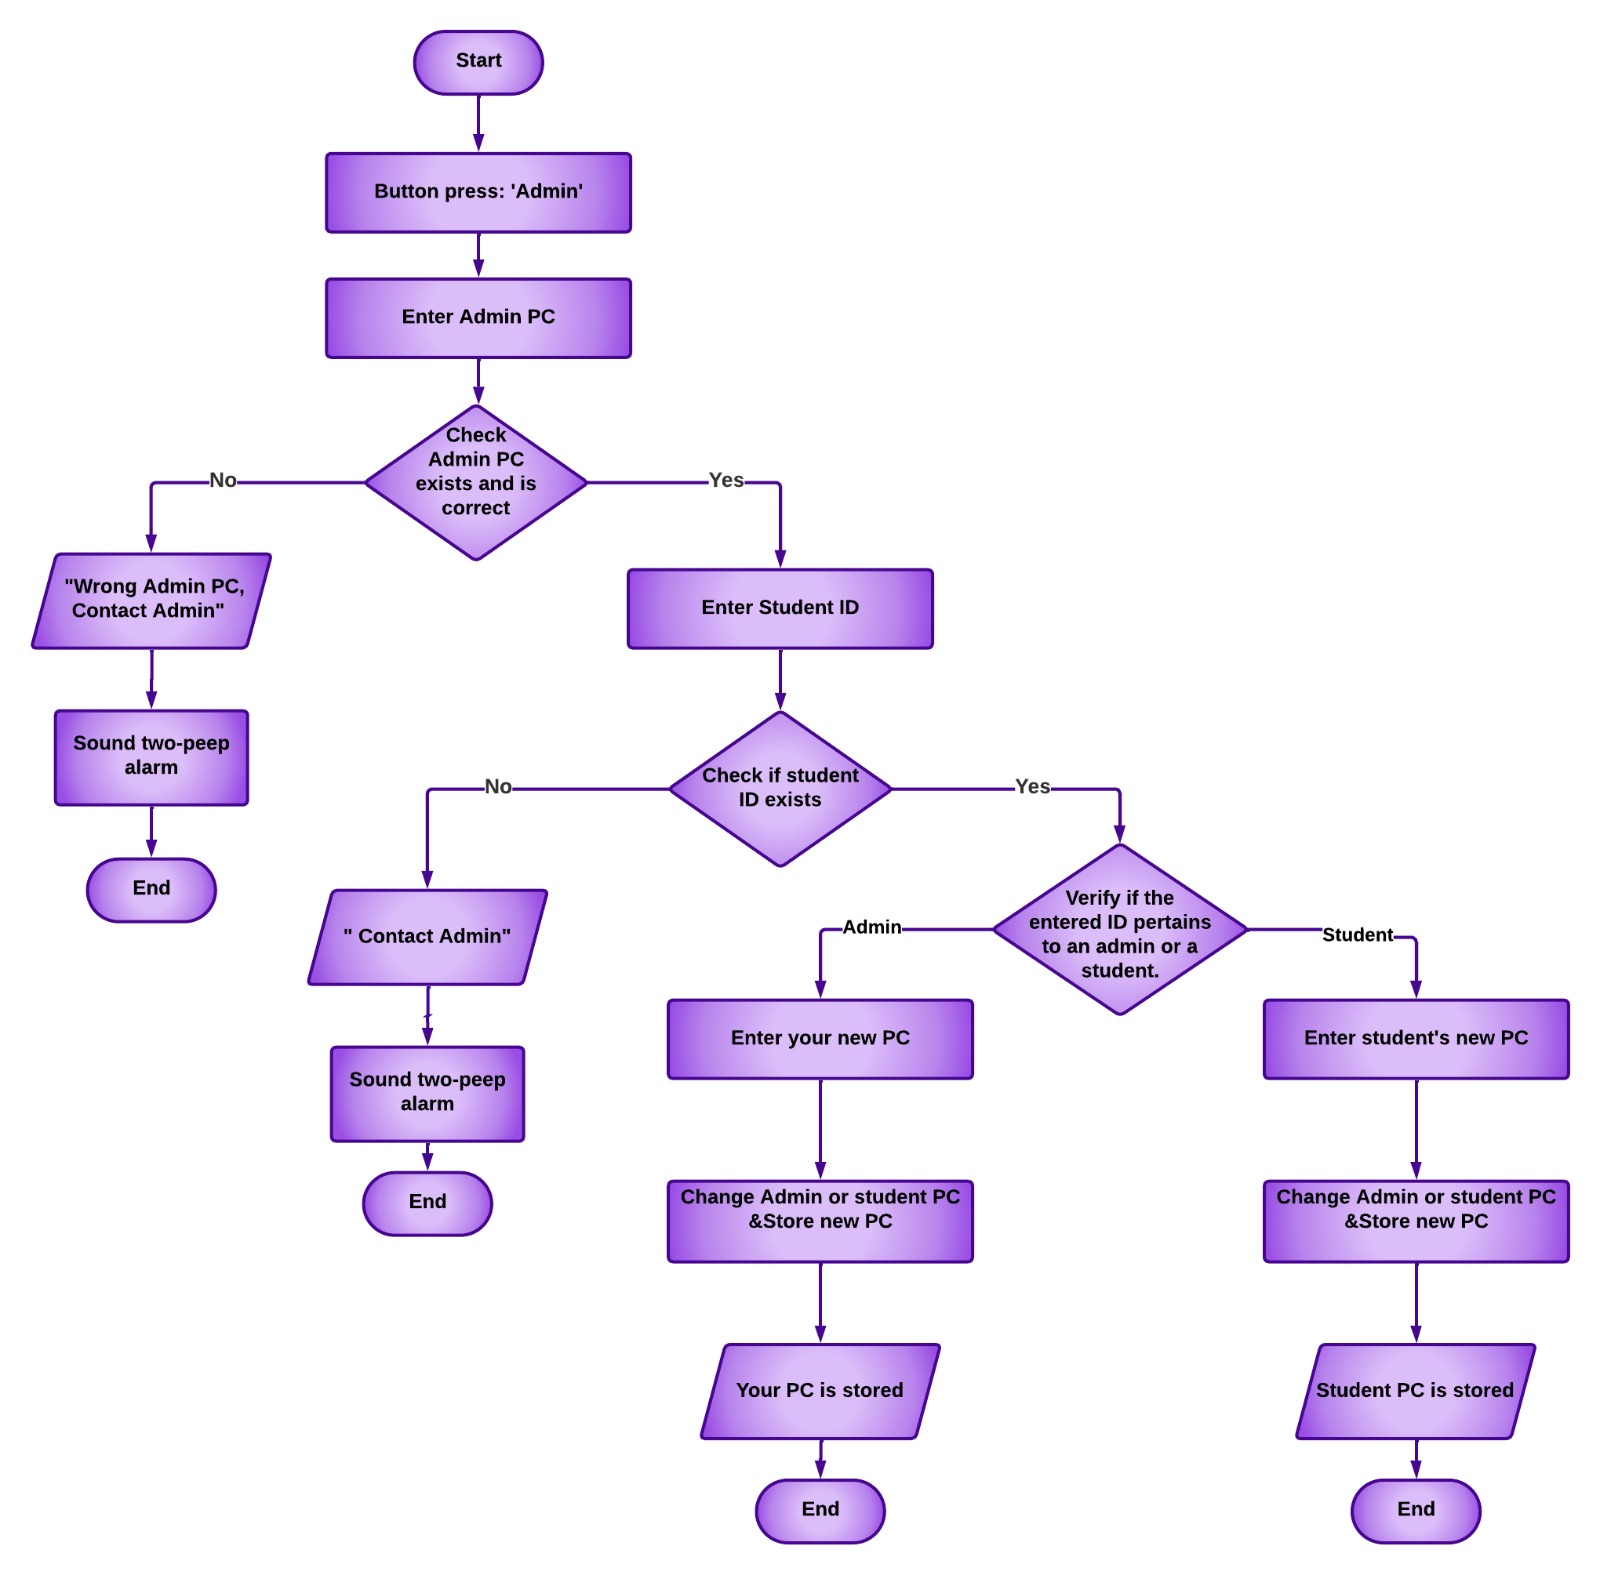 Start
Button press: 'Admin'
Enter Admin PC
Check
Admin PC
exists and is
correct
No
Yes
"Wrong Admin PC,
Contact Admin"
Sound two-peep
alarm
End
Enter Student ID
Check if student
ID exists
No
Yes
" Contact Admin"
Sound two-peep
alarm
End
Verify if the
entered ID pertains
to an admin or a
student.
Admin
Student
Enter your new PC
Change Admin or student PC
&Store new PC
Your PC is stored
End
Enter student's new PC
Change Admin or student PC
&Store new PC
Student PC is stored
End